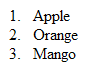 1. Apple
2. Orange
3. Mango